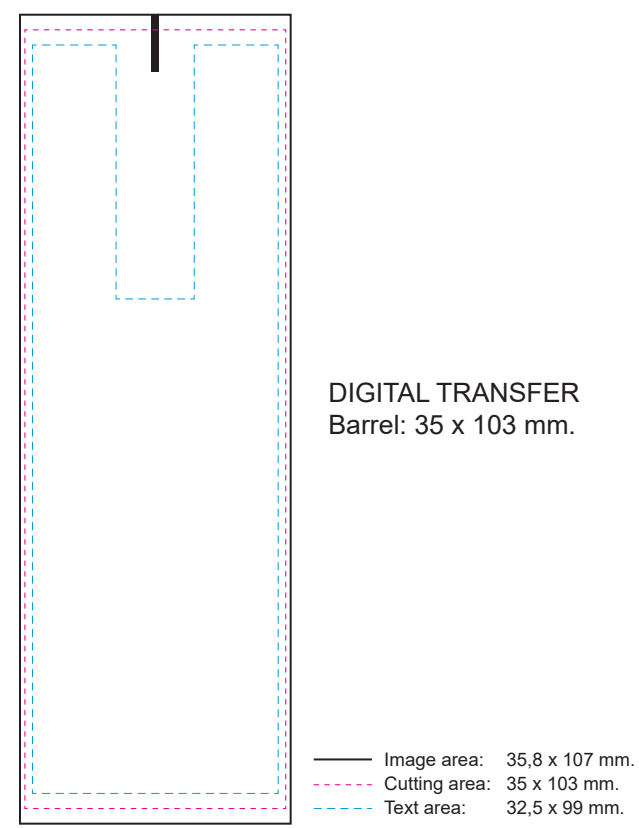 DIGITAL TRANSFER
Barrel: 35 x 103 mm.
Image area: 35,8 x 107 mm.
Cutting area: 35 x 103 mm.
Text area: 32,5 x 99 mm.